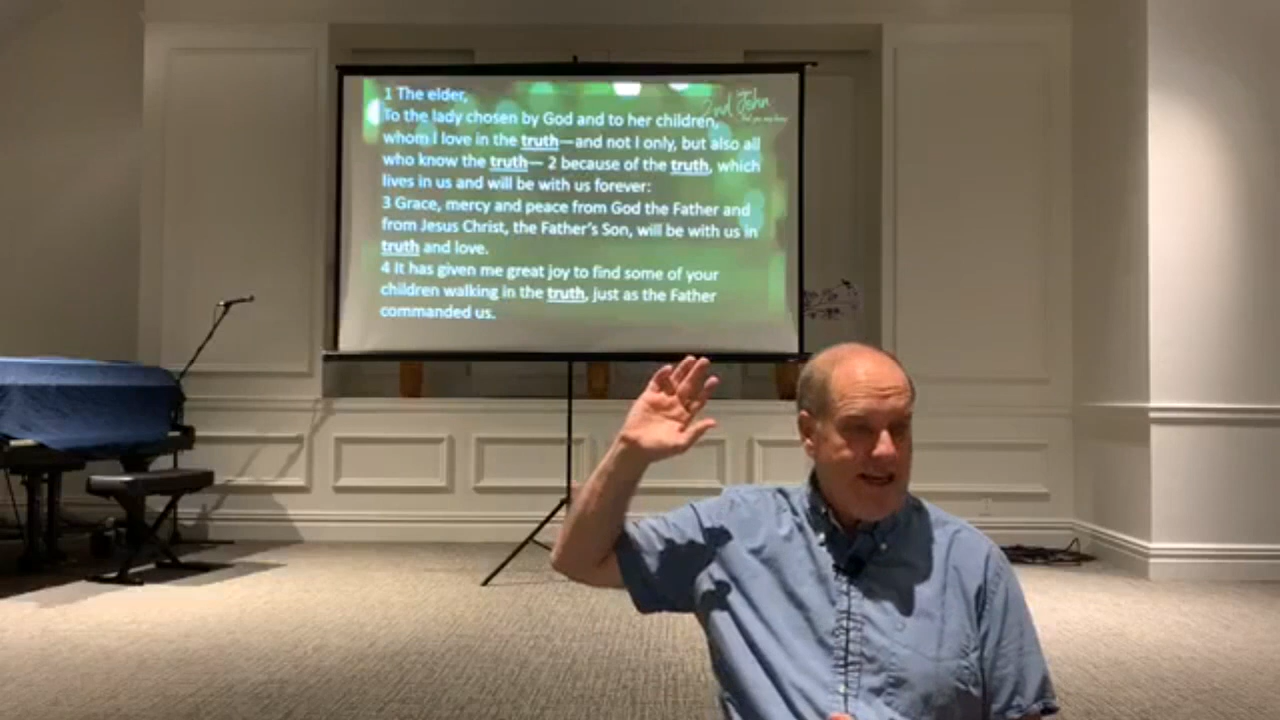 1 The elder,
2nd John
To the lady chosen by God and to her children,
whom I love in the truth—and not I only, but also all
who know the truth— 2 because of the truth, which
lives in us and will be with us forever:
3 Grace, mercy and peace from God the Father and
from Jesus Christ, the Father's Son, will be with us in
truth and love.
4 It has given me great joy to find some of your
children walking in the truth, just as the Father
commanded us.